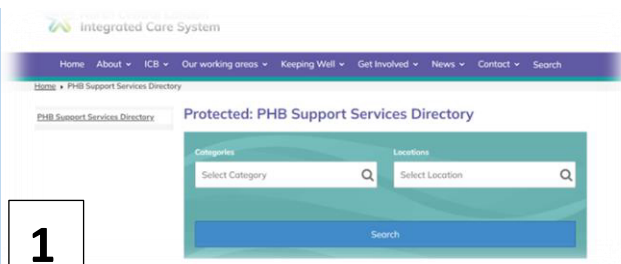 Integrated Care System
Home About ICB Our working areas Keeping Well Get Involved News Contact Search
Home ▸ PHB Support Services Directory
PHB Support Services Directory
Protected: PHB Support Services Directory
Categories Locations
Select Category Select Location
Search
1